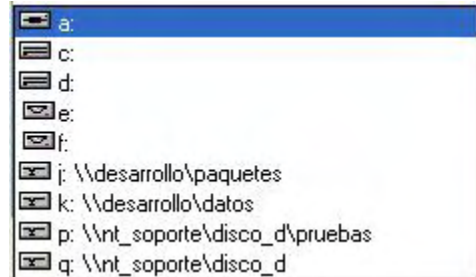 a:
c:
d:
e:
f:
j: \\desarrollo\paquetes
k: \\desarrollo\datos
p: \\nt_soporte\disco_d\pruebas
q: \\nt_soporte\disco_d